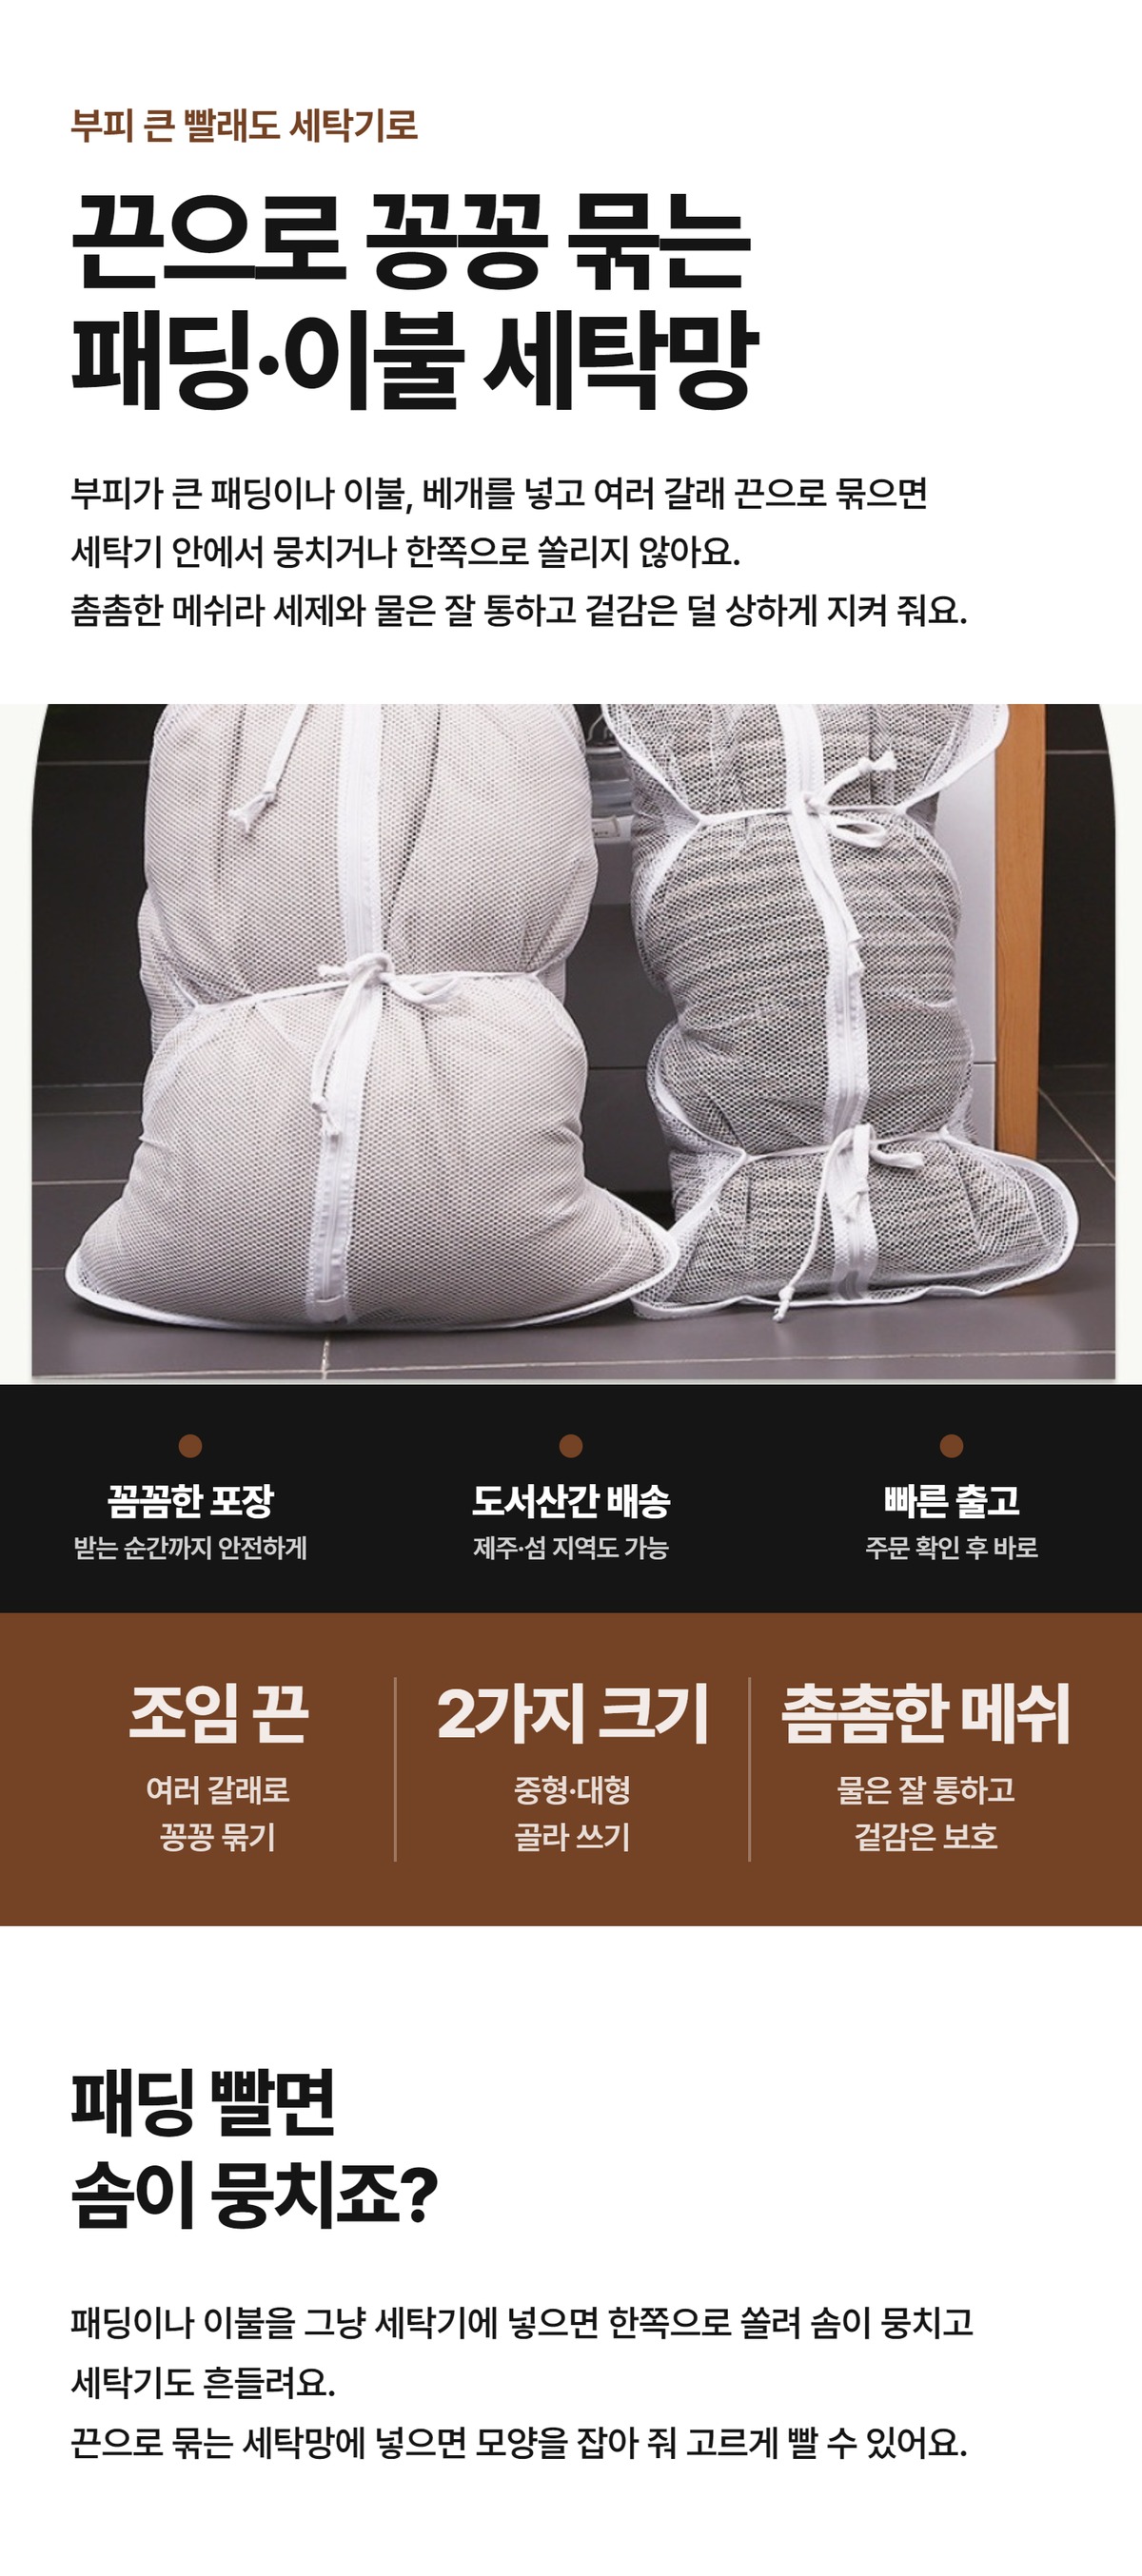 부피 큰 빨래도 세탁기로
끈으로 꽁꽁 묶는
패딩·이불 세탁망
부피가 큰 패딩이나 이불, 베개를 넣고 여러 갈래 끈으로 묶으면
세탁기 안에서 뭉치거나 한쪽으로 쏠리지 않아요.
촘촘한 메쉬라 세제와 물은 잘 통하고 겉감은 덜 상하게 지켜 줘요.
꼼꼼한 포장
받는 순간까지 안전하게
도서산간 배송
제주·섬 지역도 가능
빠른 출고
주문 확인 후 바로
조임 끈
여러 갈래로
꽁꽁 묶기
2가지 크기
중형·대형
골라 쓰기
촘촘한 메쉬
물은 잘 통하고
겉감은 보호
패딩 빨면
솜이 뭉치죠?
패딩이나 이불을 그냥 세탁기에 넣으면 한쪽으로 쏠려 솜이 뭉치고
세탁기도 흔들려요.
끈으로 묶는 세탁망에 넣으면 모양을 잡아 줘 고르게 빨 수 있어요.